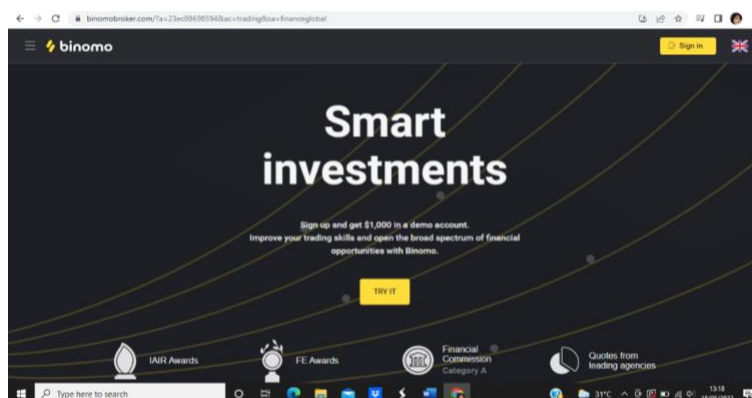 binomobroker.com/?a=23ec88698594&ac=trading&sa=financeglobal
binomo
Sign in
Smart
investments
Sign up and get $1,000 in a demo account.
Improve your trading skills and open the broad spectrum of financial
opportunities with Binomo.
TRY IT
IAIR Awards
FE Awards
Financial
Commission
Category A
Quotes from
leading agencies
Type here to search
31°C
13:18